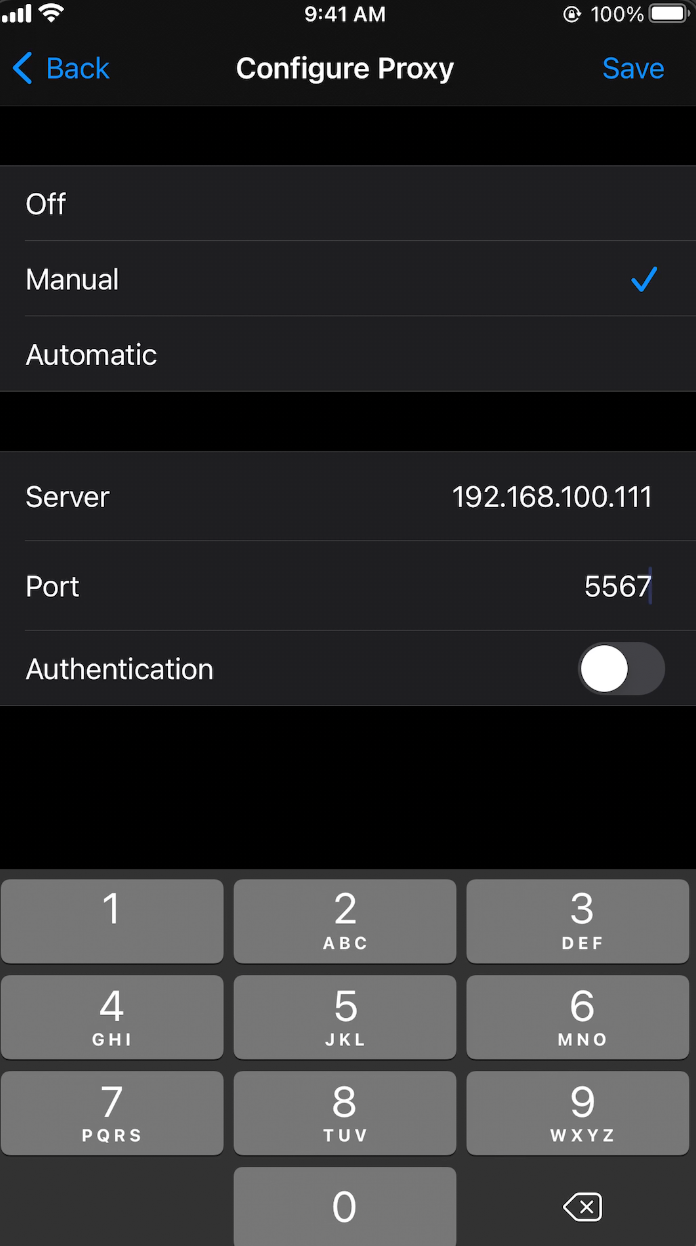 9:41 AM 100%
Back Configure Proxy Save
Off
Manual
Automatic
Server 192.168.100.111
Port 5567
Authentication
1 2 3
ABC DEF
4 5 6
GHI JKL MNO
7 8 9
PQRS TUV WXYZ
0